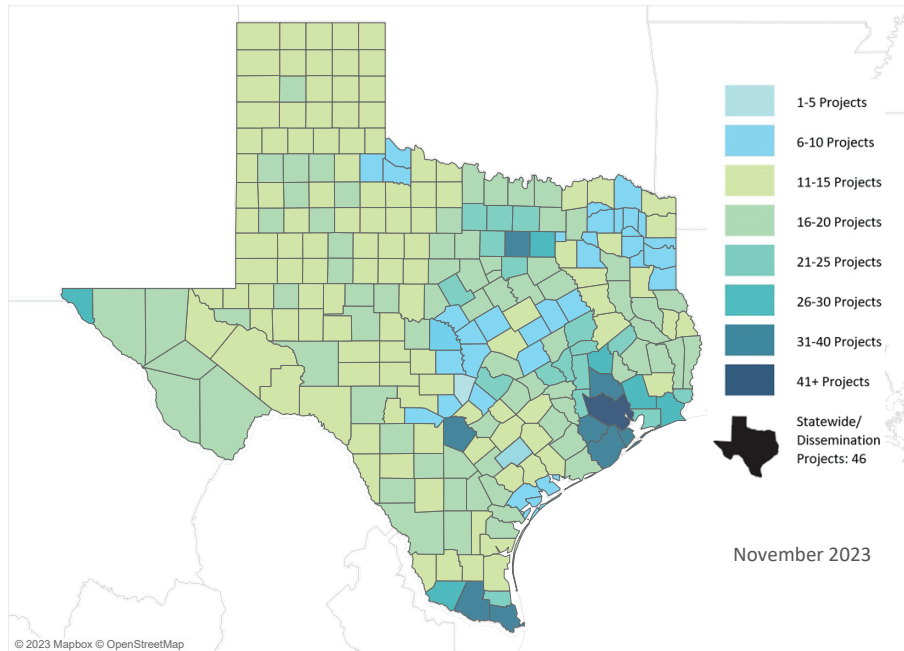 1-5 Projects
6-10 Projects
11-15 Projects
16-20 Projects
21-25 Projects
26-30 Projects
31-40 Projects
41+ Projects
Statewide/
Dissemination
Projects: 46
November 2023
© 2023 Mapbox © OpenStreetMap